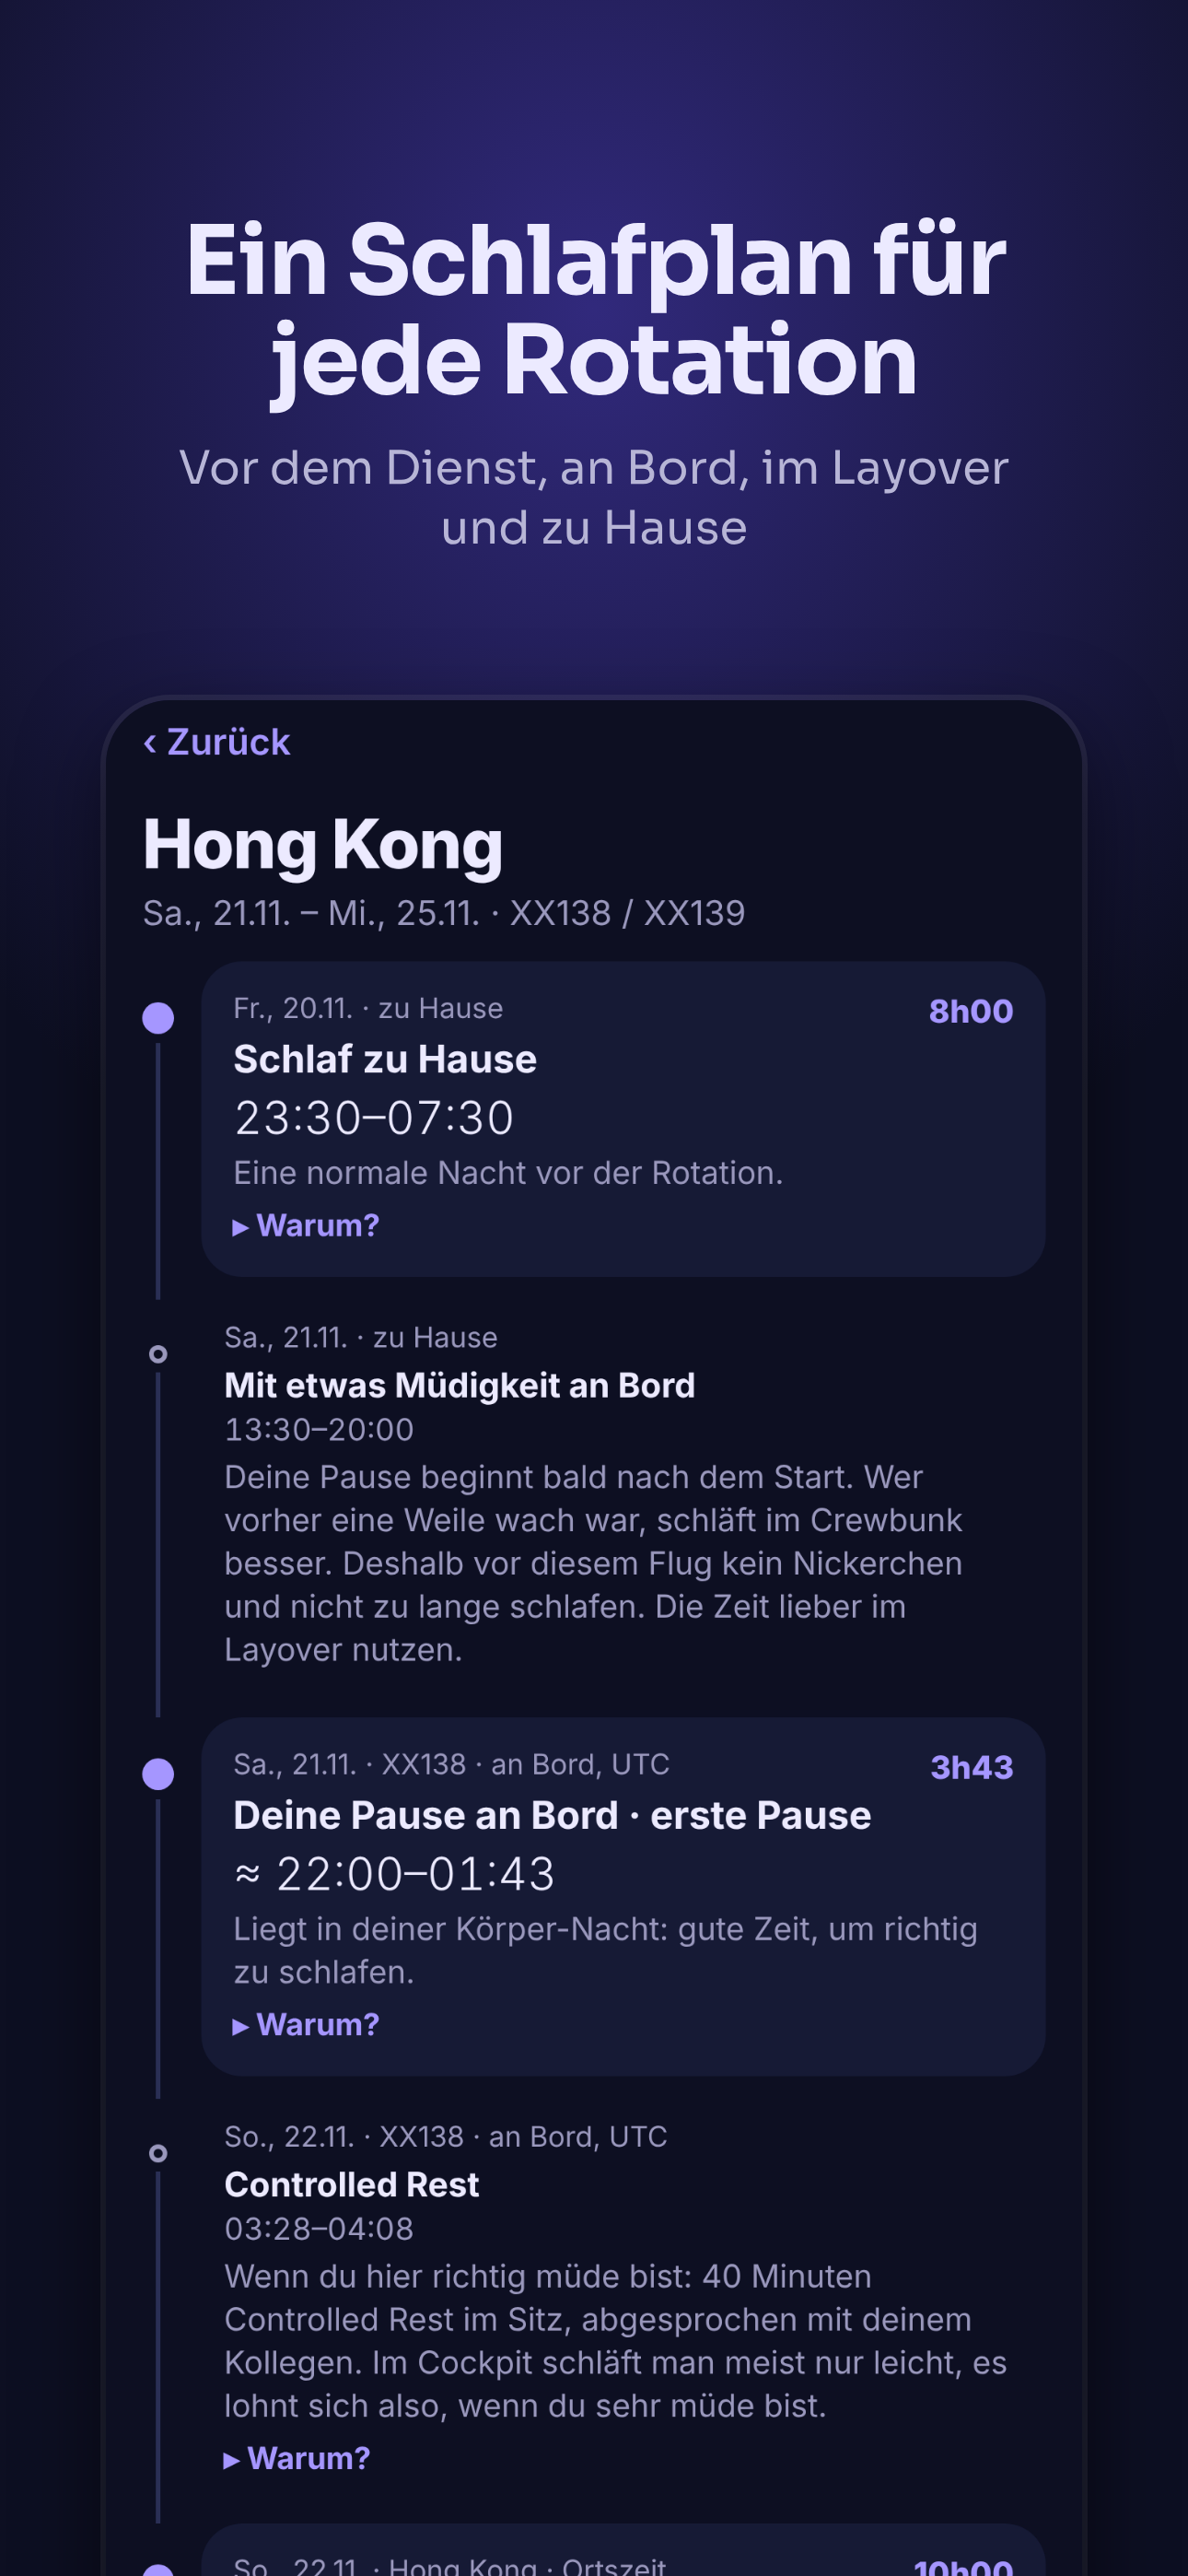 Ein Schlafplan für
jede Rotation
Vor dem Dienst, an Bord, im Layover
und zu Hause
‹ Zurück
Hong Kong
Sa., 21.11. – Mi., 25.11. · XX138 / XX139
Fr., 20.11. · zu Hause
8h00
Schlaf zu Hause
23:30–07:30
Eine normale Nacht vor der Rotation.
▸ Warum?
Sa., 21.11. · zu Hause
Mit etwas Müdigkeit an Bord
13:30–20:00
Deine Pause beginnt bald nach dem Start. Wer
vorher eine Weile wach war, schläft im Crewbunk
besser. Deshalb vor diesem Flug kein Nickerchen
und nicht zu lange schlafen. Die Zeit lieber im
Layover nutzen.
Sa., 21.11. · XX138 · an Bord, UTC
3h43
Deine Pause an Bord · erste Pause
≈ 22:00–01:43
Liegt in deiner Körper-Nacht: gute Zeit, um richtig
zu schlafen.
▸ Warum?
So., 22.11. · XX138 · an Bord, UTC
Controlled Rest
03:28–04:08
Wenn du hier richtig müde bist: 40 Minuten
Controlled Rest im Sitz, abgesprochen mit deinem
Kollegen. Im Cockpit schläft man meist nur leicht, es
lohnt sich also, wenn du sehr müde bist.
▸ Warum?
So., 22.11. · Hong Kong · Ortszeit
10h00